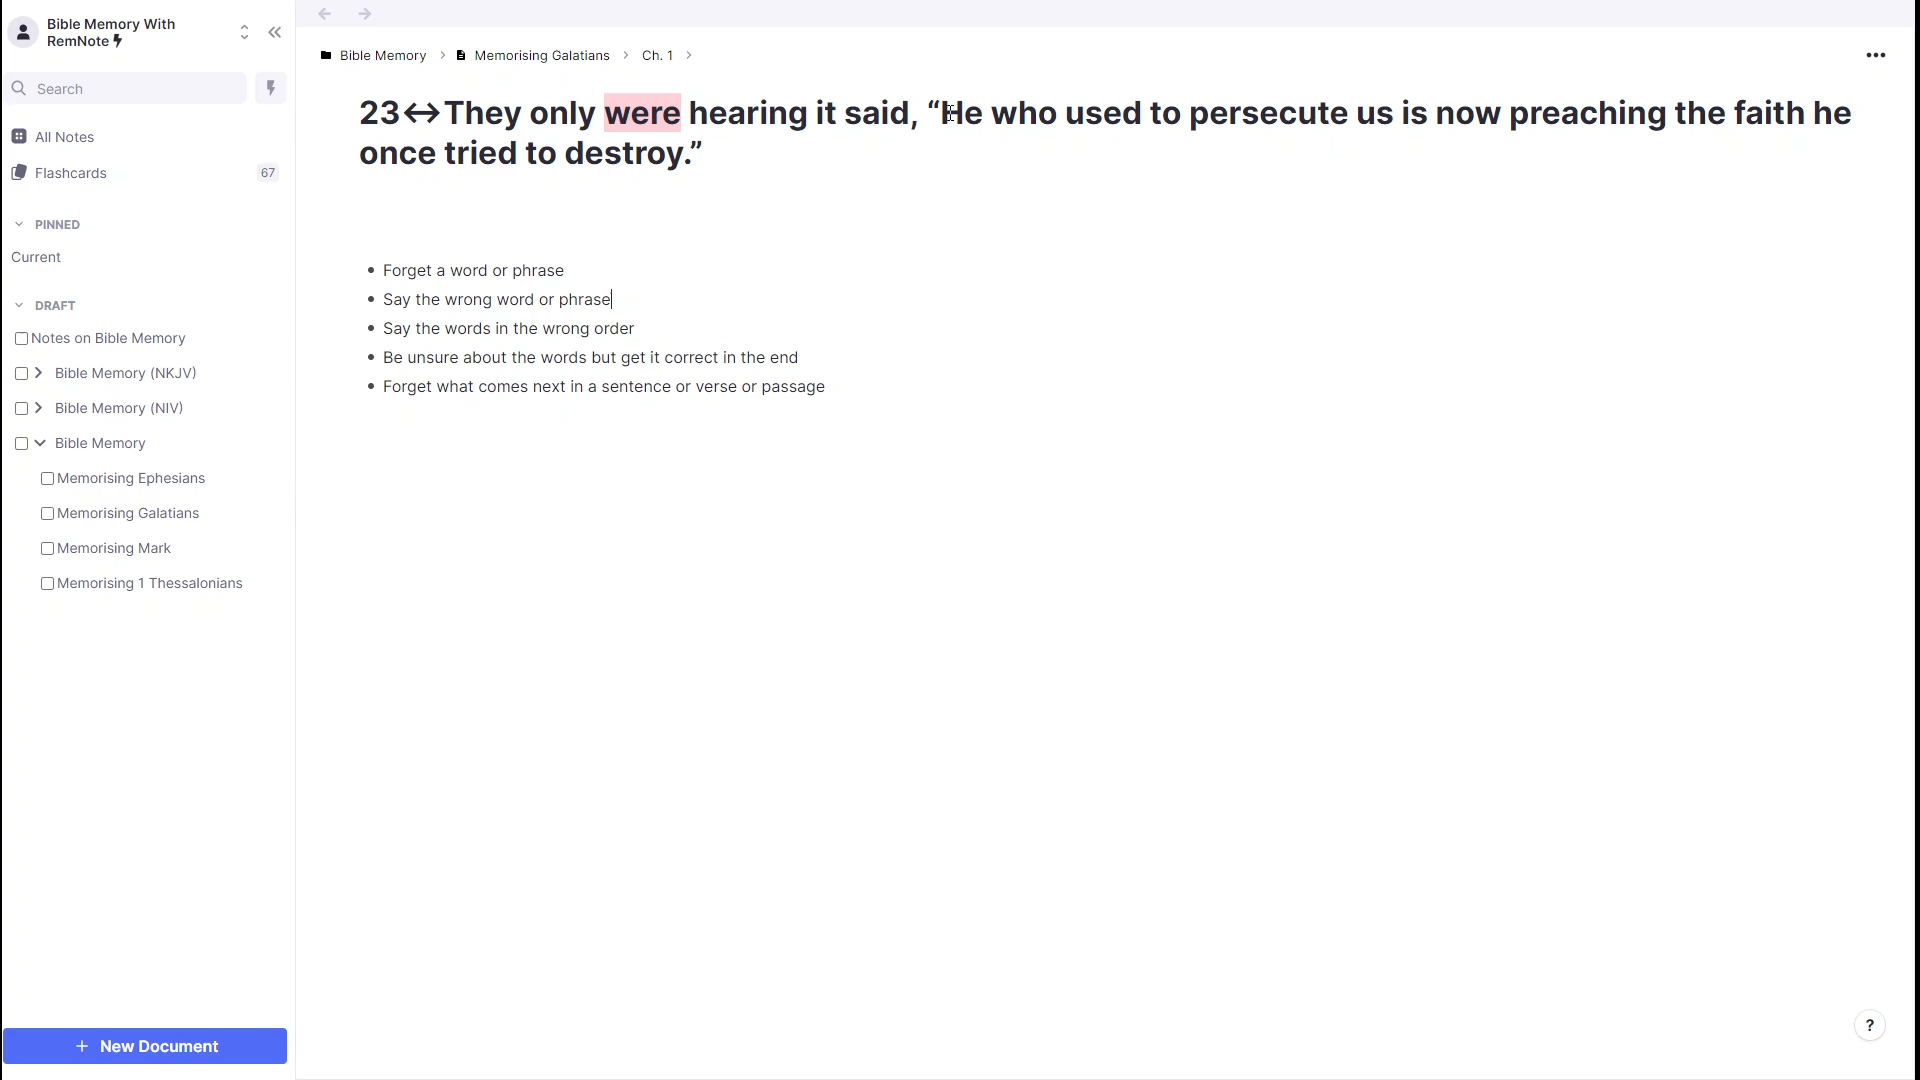 Bible Memory With
RemNote
Search
All Notes
Flashcards 67
PINNED
Current
DRAFT
Notes on Bible Memory
Bible Memory (NKJV)
Bible Memory (NIV)
Bible Memory
Memorising Ephesians
Memorising Galatians
Memorising Mark
Memorising 1 Thessalonians
+ New Document
Bible Memory > Memorising Galatians > Ch. 1 >
23↔They only were hearing it said, “He who used to persecute us is now preaching the faith he
once tried to destroy.”
• Forget a word or phrase
• Say the wrong word or phrase
• Say the words in the wrong order
• Be unsure about the words but get it correct in the end
• Forget what comes next in a sentence or verse or passage
?